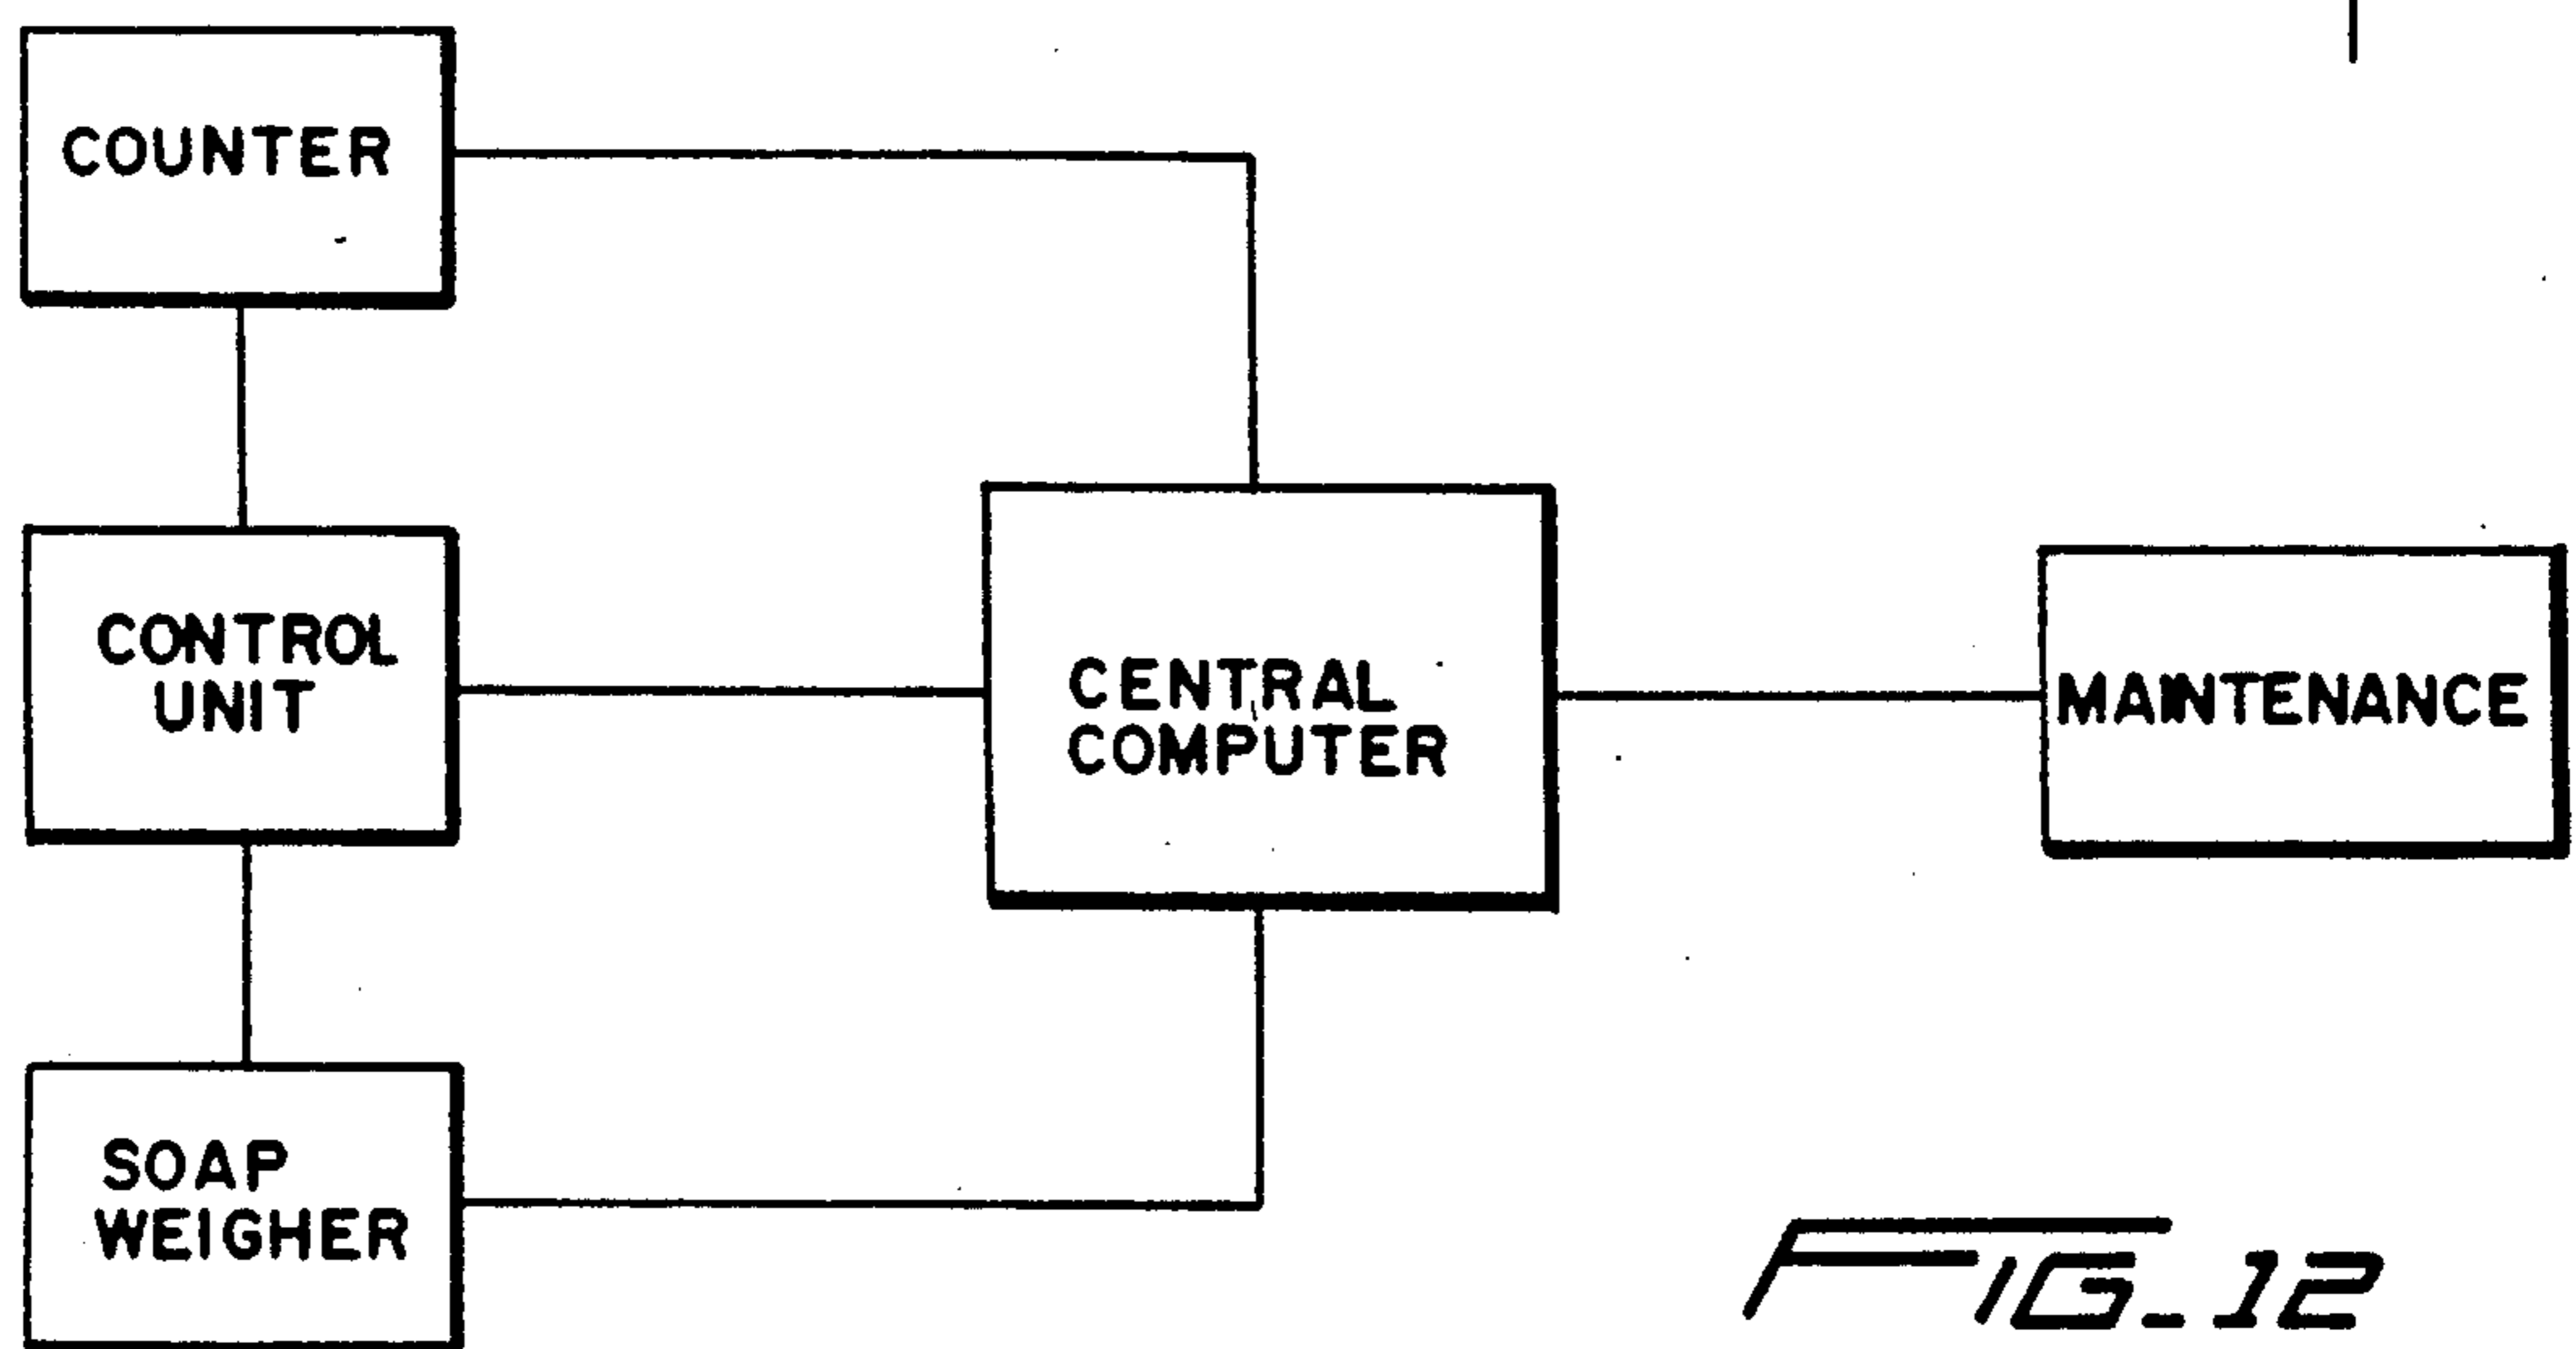 COUNTER
CONTROL
UNIT
CENTRAL
COMPUTER
MAINTENANCE
SOAP
WEIGHER
FIG_12